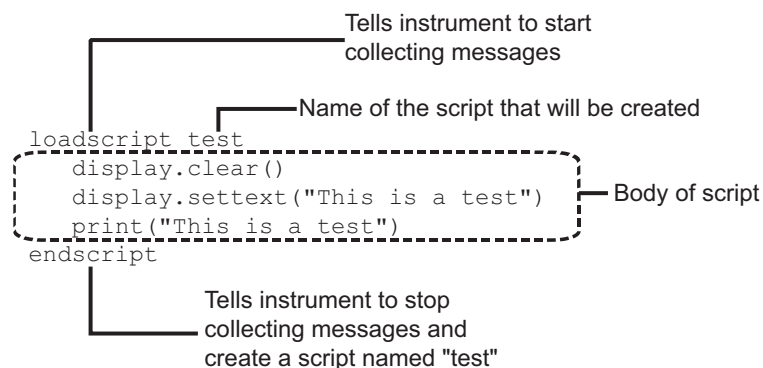 Tells instrument to start
collecting messages
Name of the script that will be created
loadscript test
display.clear()
display.settext("This is a test")
print("This is a test")
Body of script
endscript
Tells instrument to stop
collecting messages and
create a script named "test"